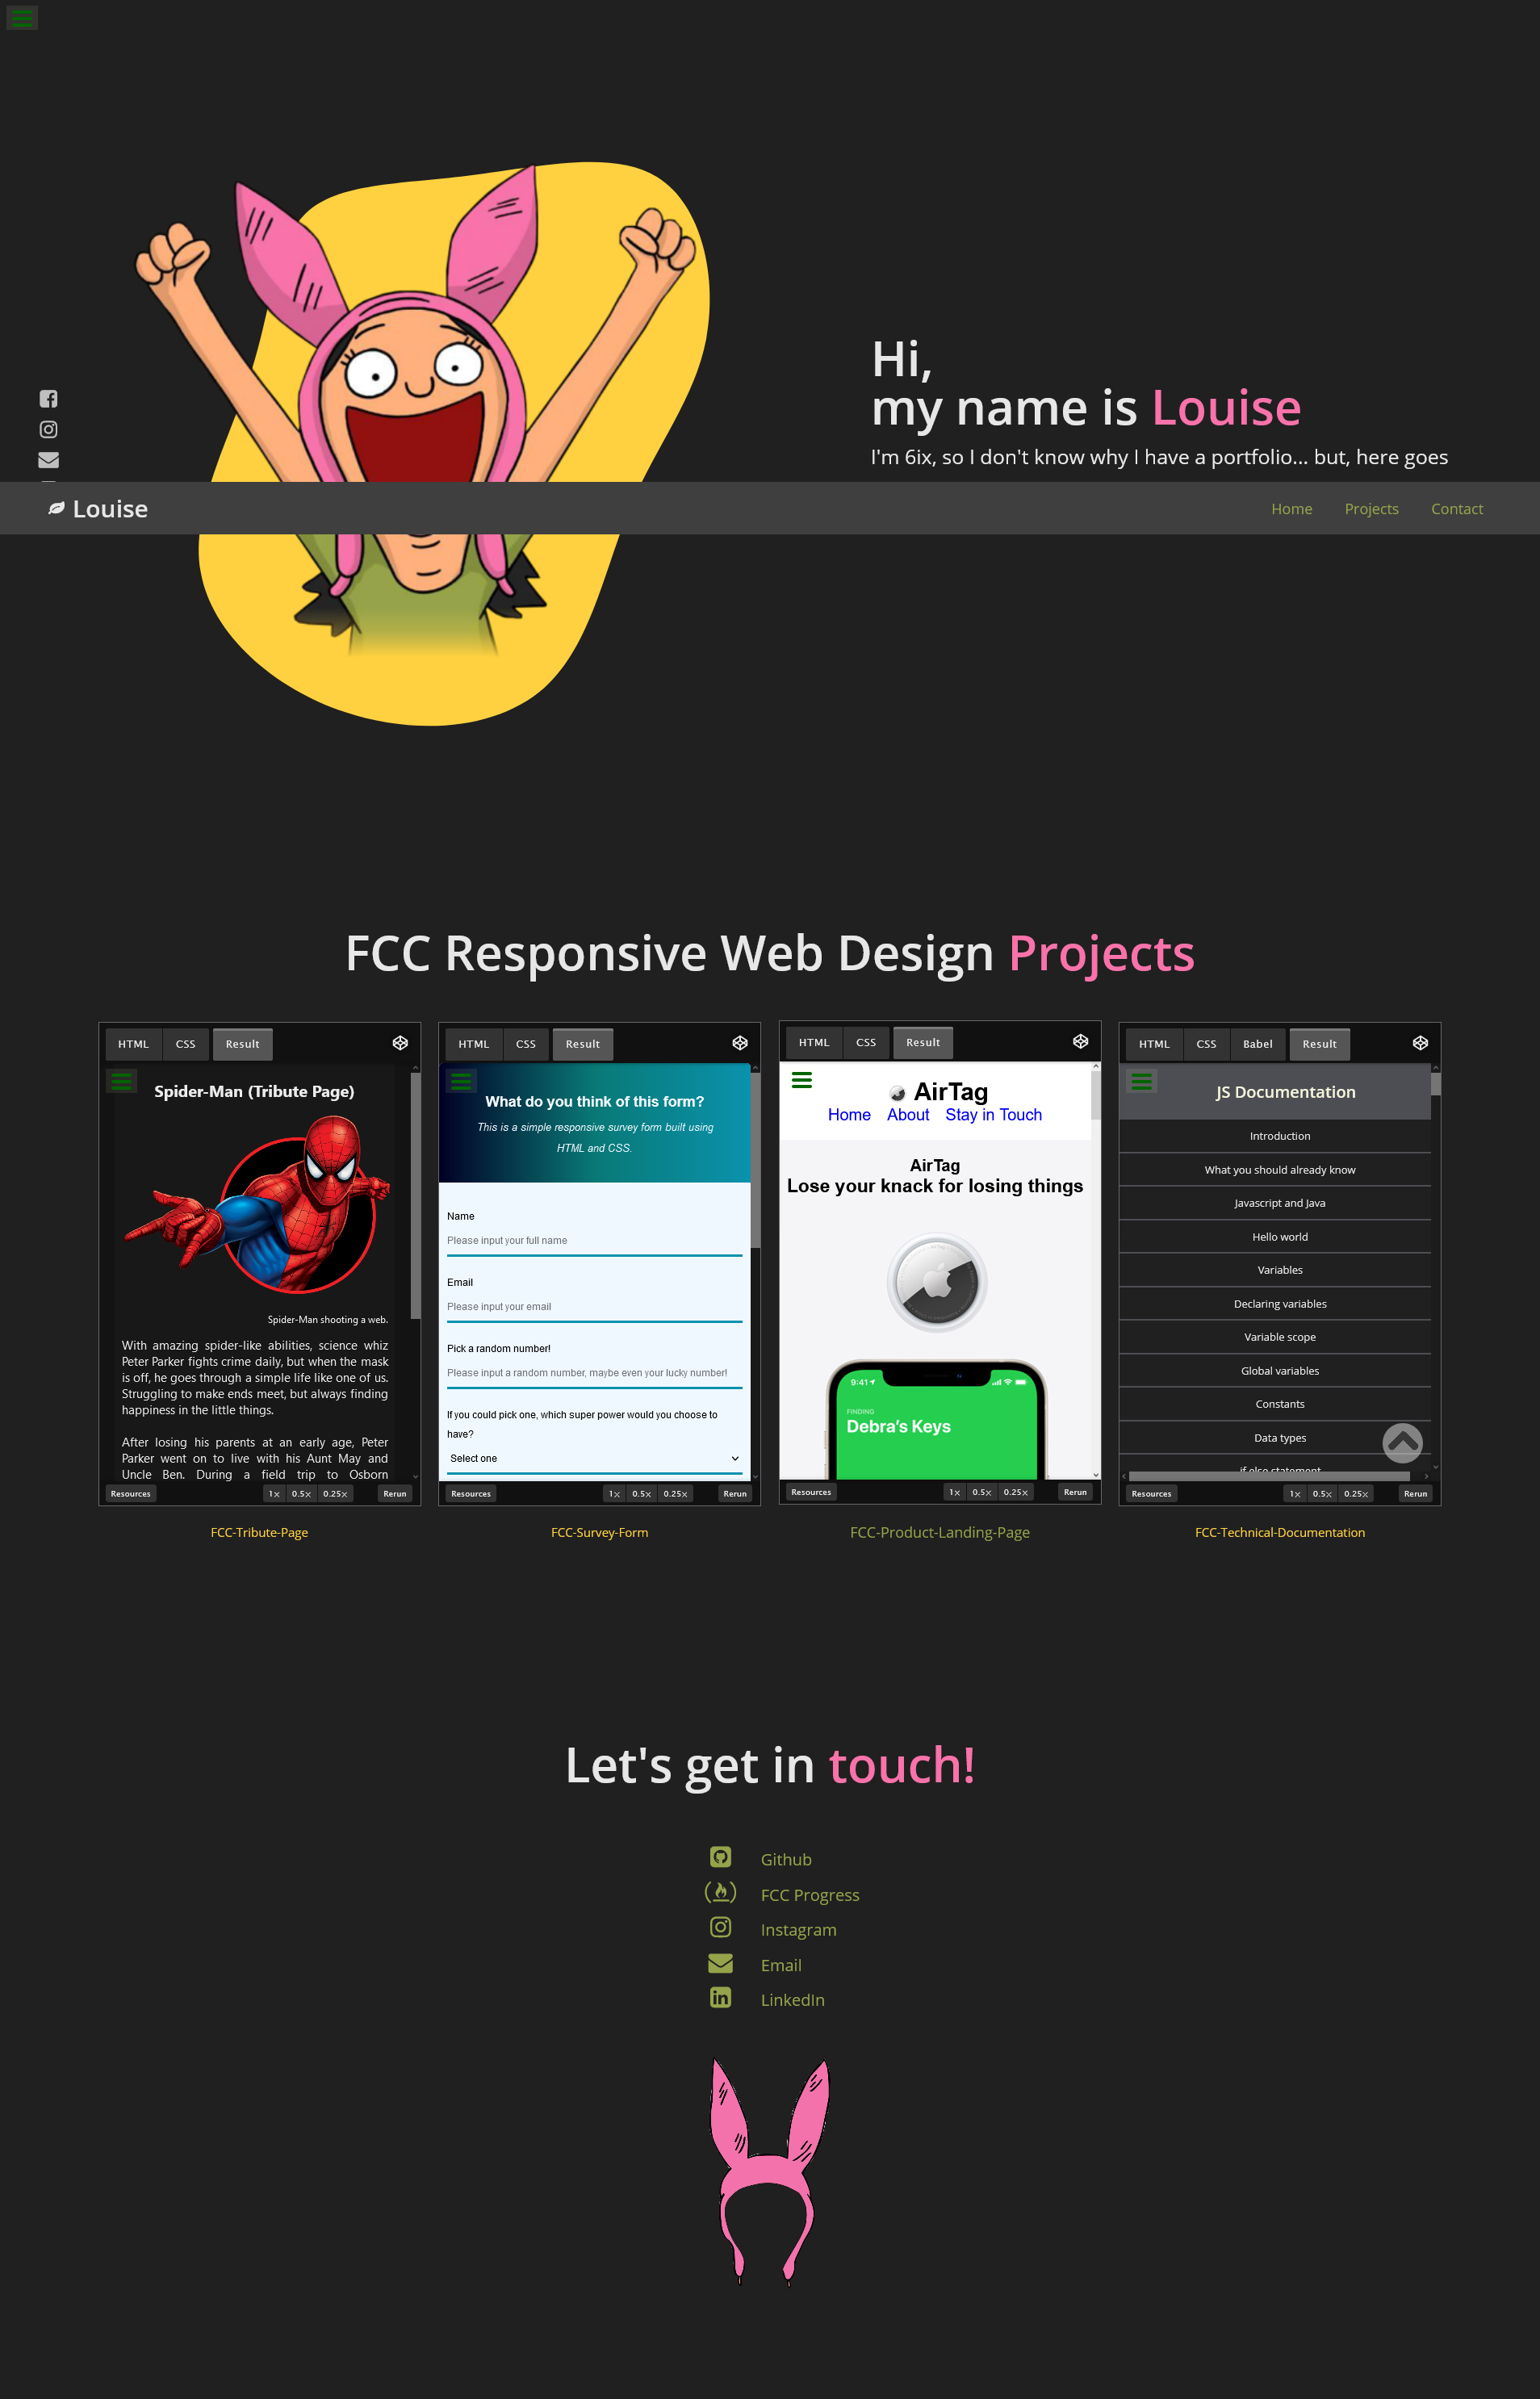 Hi,
my name is Louise
I'm 6ix, so I don't know why I have a portfolio... but, here goes
Louise
Home Projects Contact
FCC Responsive Web Design Projects
HTML CSS Result
Spider-Man (Tribute Page)
Spider-Man shooting a web.
With amazing spider-like abilities, science whiz
Peter Parker fights crime daily, but when the mask
is off, he goes through a simple life like one of us.
Struggling to make ends meet, but always finding
happiness in the little things.
After losing his parents at an early age, Peter
Parker went on to live with his Aunt May and
Uncle Ben. During a field trip to Osborn
Resources 1× 0.5× 0.25× Rerun
FCC-Tribute-Page
HTML CSS Result
What do you think of this form?
This is a simple responsive survey form built using
HTML and CSS.
Name
Please input your full name
Email
Please input your email
Pick a random number!
Please input a random number, maybe even your lucky number!
If you could pick one, which super power would you choose to
have?
Select one
Resources 1× 0.5× 0.25× Rerun
FCC-Survey-Form
HTML CSS Result
AirTag
Home About Stay in Touch
AirTag
Lose your knack for losing things
9:41
FINDING
Debra's Keys
Resources 1× 0.5× 0.25× Rerun
FCC-Product-Landing-Page
HTML CSS Babel Result
JS Documentation
Introduction
What you should already know
Javascript and Java
Hello world
Variables
Declaring variables
Variable scope
Global variables
Constants
Data types
if else statement
Resources 1× 0.5× 0.25× Rerun
FCC-Technical-Documentation
Let's get in touch!
Github
FCC Progress
Instagram
Email
LinkedIn